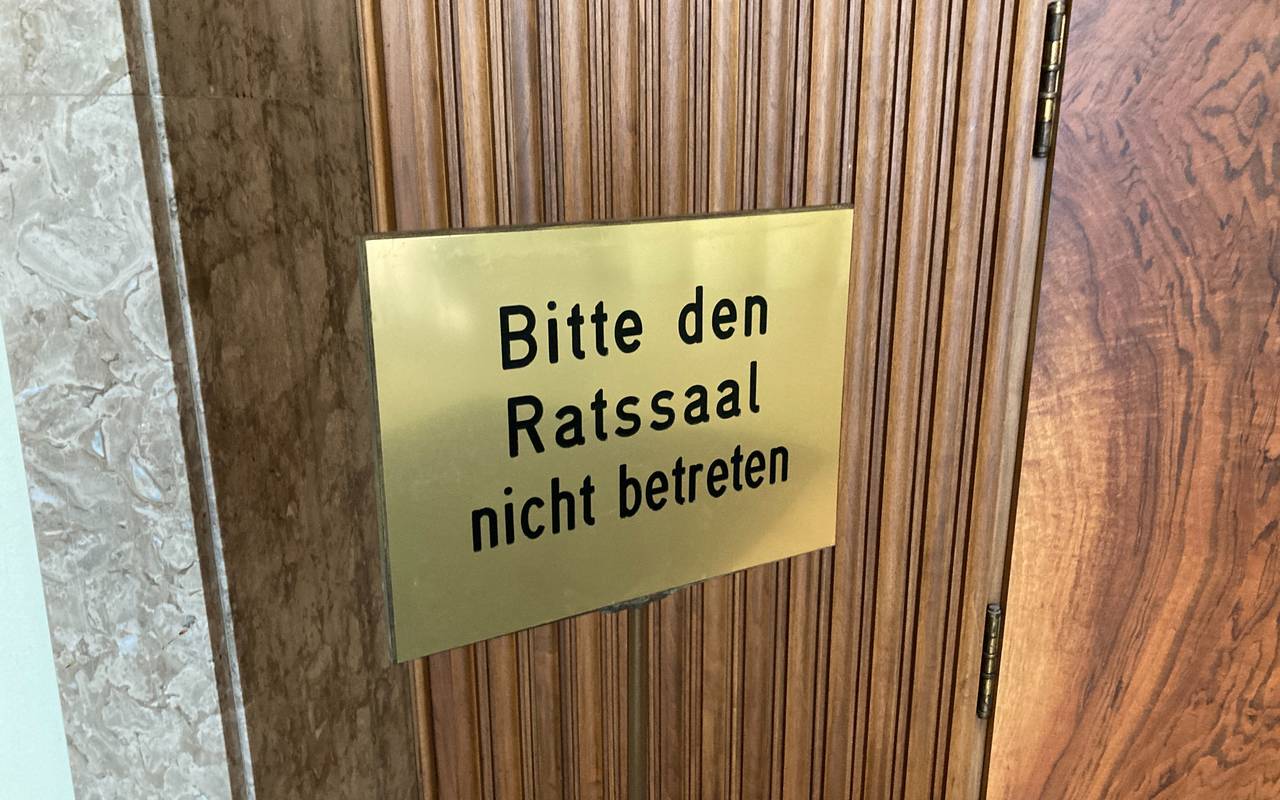 Bitte den
Ratssaal
nicht betreten